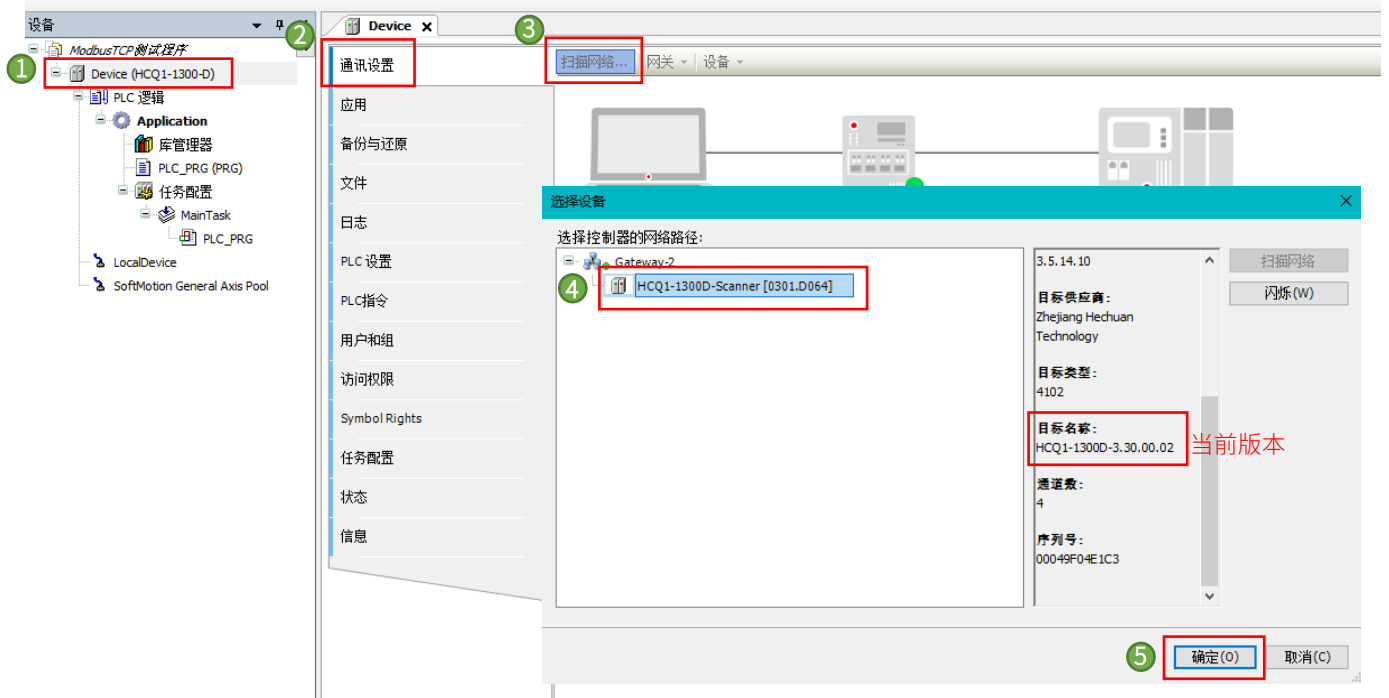 设备
ModbusTCP测试程序
Device (HCQ1-1300-D)
PLC 逻辑
Application
库管理器
PLC_PRG (PRG)
任务配置
MainTask
PLC_PRG
LocalDevice
SoftMotion General Axis Pool
1
2
Device
3
通讯设置
应用
备份与还原
文件
日志
PLC 设置
PLC指令
用户和组
访问权限
Symbol Rights
任务配置
状态
信息
扫描网络...
网关
设备
选择设备
选择控制器的网络路径:
Gateway-2
4
HCQ1-1300D-Scanner [0301.D064]
3.5.14.10
目标供应商:
Zhejiang Hechuan
Technology
目标类型:
4102
目标名称:
HCQ1-1300D-3.30.00.02
当前版本
通道数:
4
序列号:
00049F04E1C3
扫描网络
闪烁(W)
5
确定(O)
取消(C)